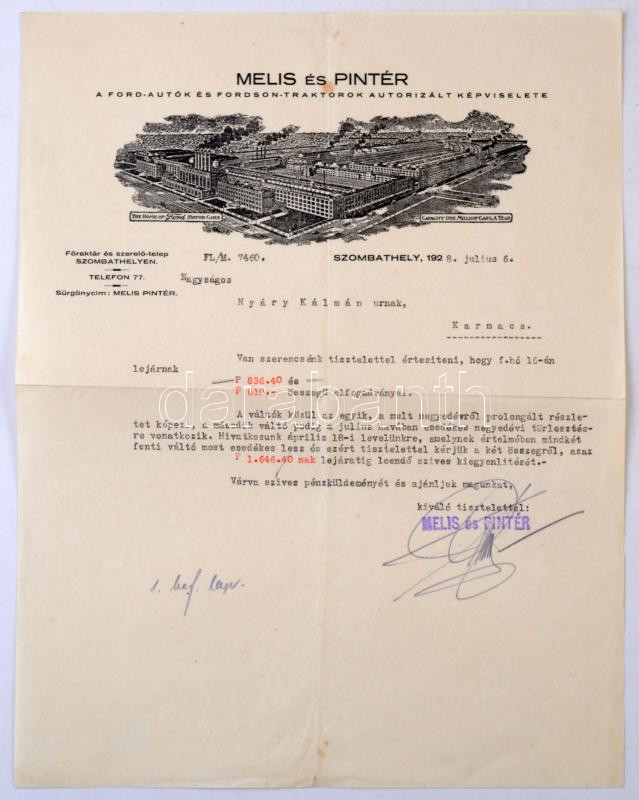 MELIS ÉS PINTÉR
A FORD-AUTÓK ÉS FORDSON-TRAKTOROK AUTORIZÁLT KÉPVISELETE
THE HOME OF Ford MOTOR CARS
CAPACITY ONE MILLION CARS A YEAR
Főraktár és szerelő-telep
SZOMBATHELYEN.
TELEFON 77.
Sürgönycim: MELIS PINTÉR.
FL/M. 7460.
SZOMBATHELY, 1928. julius 6.
Nagyságos
Nyáry Kálmán urnak,
Karmacs.
Van szerencsénk tisztelettel értesiteni, hogy f.hó 16-án
lejárnak
P 836.40 és
P 810.- összegü elfogadványai.
A váltók közül az egyik, a mult negyedévről prolongált részle-
tet képezi, a második váltó pedig a julius havában esedékes negyedévi törlesztés-
re vonatkozik. Hivatkozunk április 18-i levelünkre, amelynek értelmében mindkét
fenti váltó most esedékes lesz és ezért tisztelettel kérjük a két összegről, azaz
P 1.646.40 nak lejáratig leendő szives kiegyenlitését.-
Várva szives pénzküldeményét és ajánljuk magunkat,
kiváló tisztelettel:
MELIS és PINTÉR
1.
darabanth